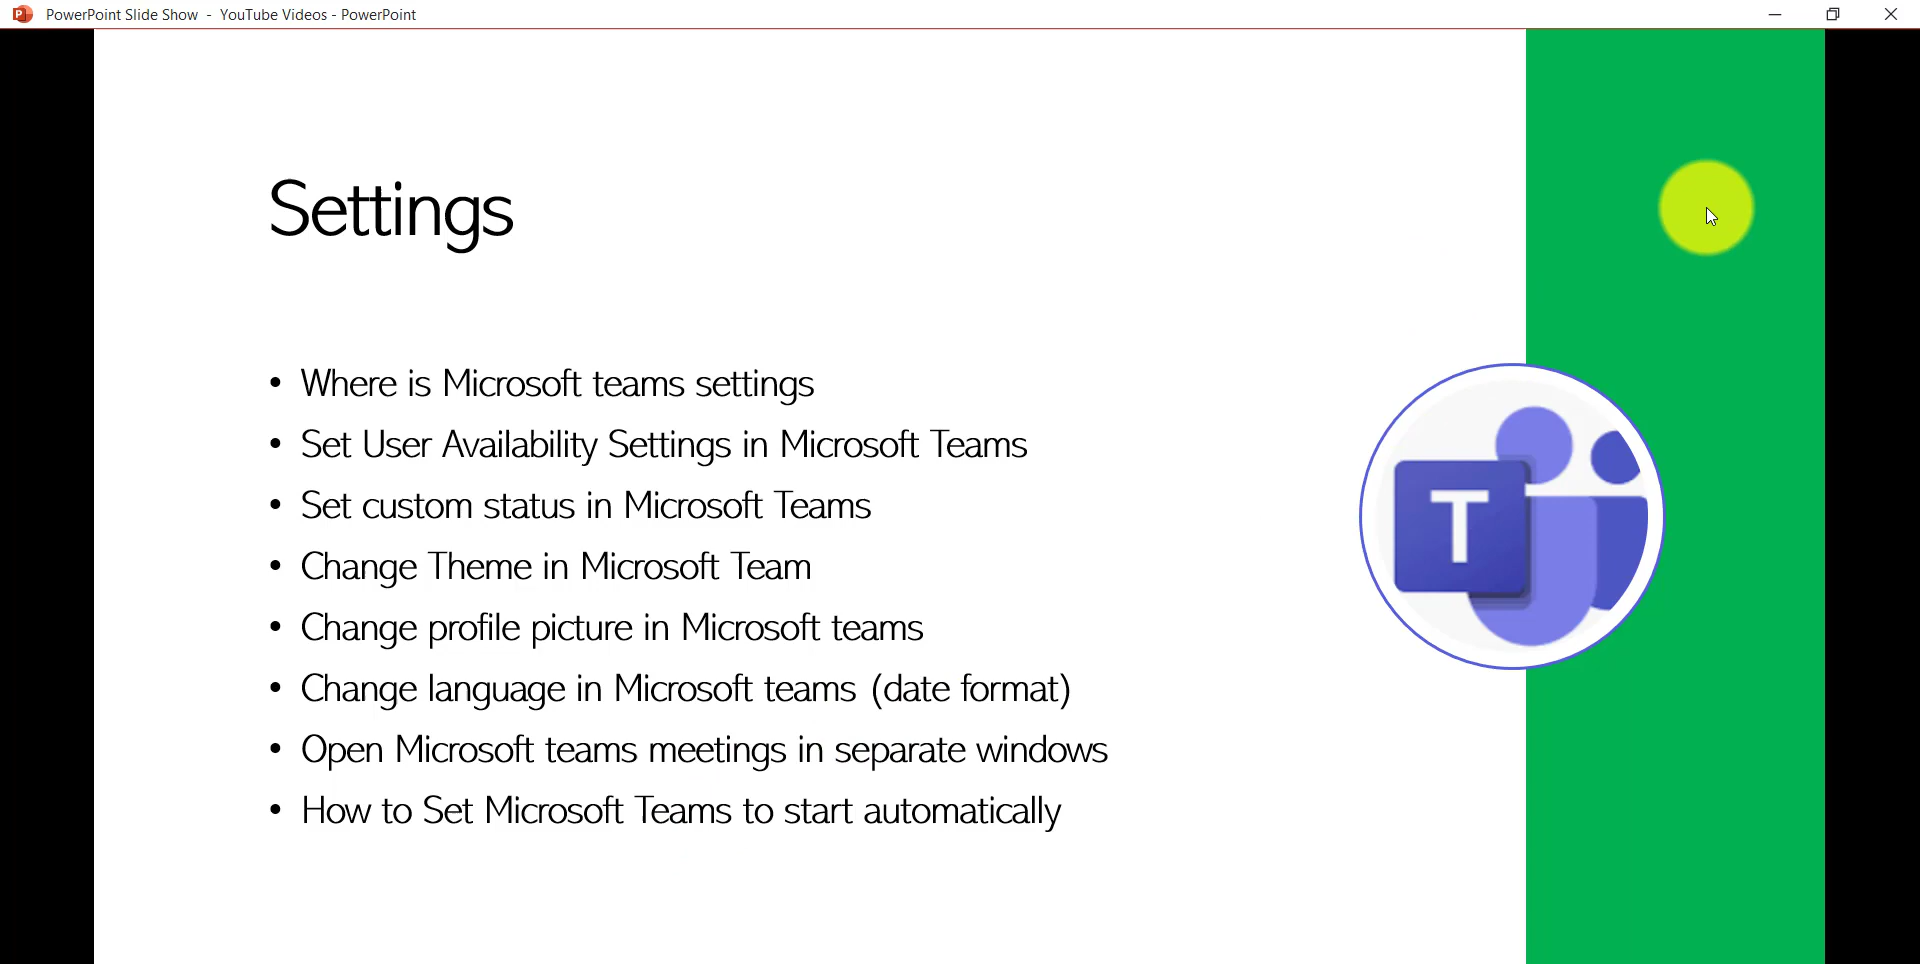 PowerPoint Slide Show - YouTube Videos - PowerPoint
Settings
• Where is Microsoft teams settings
• Set User Availability Settings in Microsoft Teams
• Set custom status in Microsoft Teams
• Change Theme in Microsoft Team
• Change profile picture in Microsoft teams
• Change language in Microsoft teams (date format)
• Open Microsoft teams meetings in separate windows
• How to Set Microsoft Teams to start automatically
T